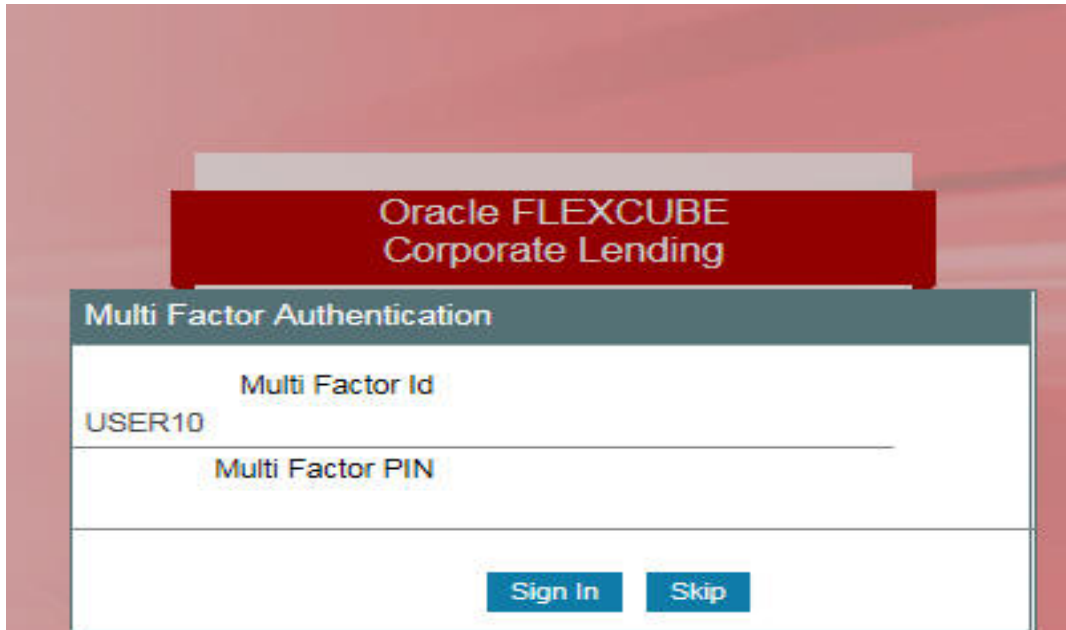 Oracle FLEXCUBE
Corporate Lending
Multi Factor Authentication
Multi Factor Id
USER10
Multi Factor PIN
Sign In Skip